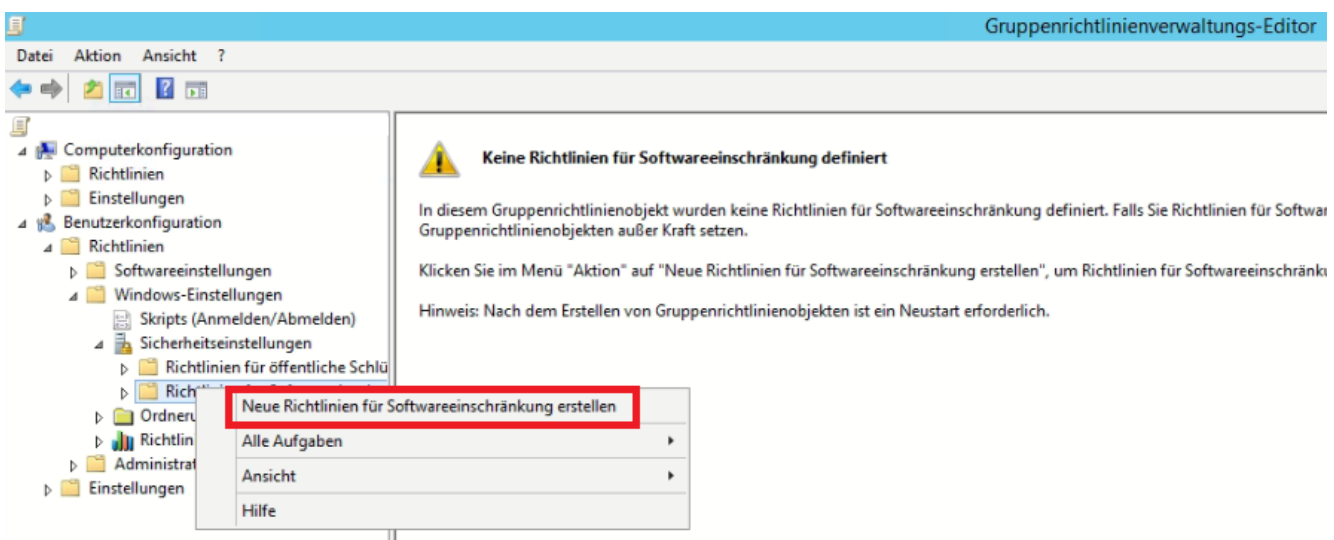 Gruppenrichtlinienverwaltungs-Editor
Datei Aktion Ansicht ?
Computerkonfiguration
Richtlinien
Einstellungen
Benutzerkonfiguration
Richtlinien
Softwareeinstellungen
Windows-Einstellungen
Skripts (Anmelden/Abmelden)
Sicherheitseinstellungen
Richtlinien für öffentliche Schlü
Ordneru
Richtlin
Administrat
Einstellungen
Neue Richtlinien für Softwareeinschränkung erstellen
Alle Aufgaben
Ansicht
Hilfe
Keine Richtlinien für Softwareeinschränkung definiert
In diesem Gruppenrichtlinienobjekt wurden keine Richtlinien für Softwareeinschränkung definiert. Falls Sie Richtlinien für Softwar
Gruppenrichtlinienobjekten außer Kraft setzen.
Klicken Sie im Menü "Aktion" auf "Neue Richtlinien für Softwareeinschränkung erstellen", um Richtlinien für Softwareeinschränku
Hinweis: Nach dem Erstellen von Gruppenrichtlinienobjekten ist ein Neustart erforderlich.